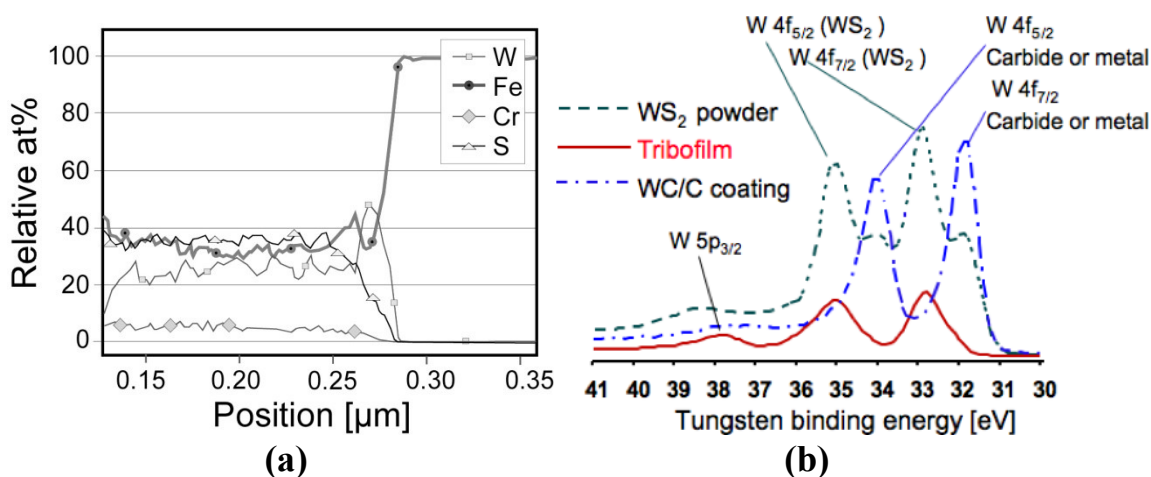 100
80
60
40
20
0
Relative at%
W
Fe
Cr
S
0.15 0.20 0.25 0.30 0.35
Position [µm]
(a)
W 4f5/2 (WS2 )
W 4f7/2 (WS2 )
W 4f5/2
Carbide or metal
W 4f7/2
Carbide or metal
WS2 powder
Tribofilm
WC/C coating
W 5p3/2
41 40 39 38 37 36 35 34 33 32 31 30
Tungsten binding energy [eV]
(b)